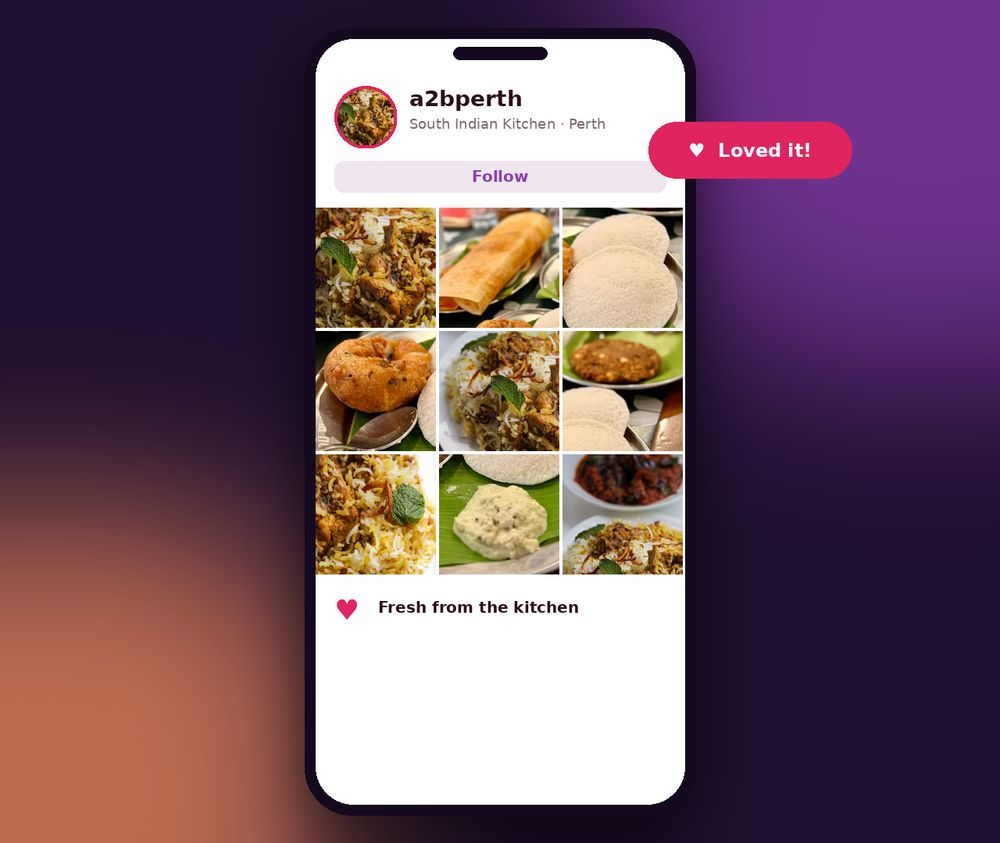 a2bperth
South Indian Kitchen · Perth
♥ Loved it!
Follow
♥ Fresh from the kitchen